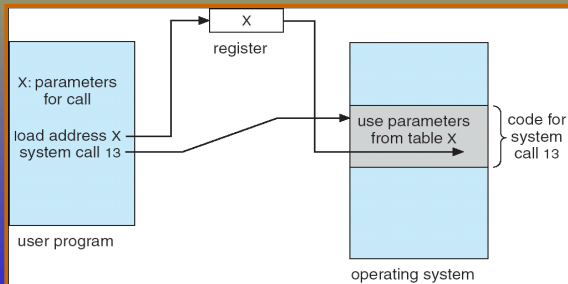 X
register
X: parameters
for call
load address X
system call 13
user program
use parameters
from table X
code for
system
call 13
operating system